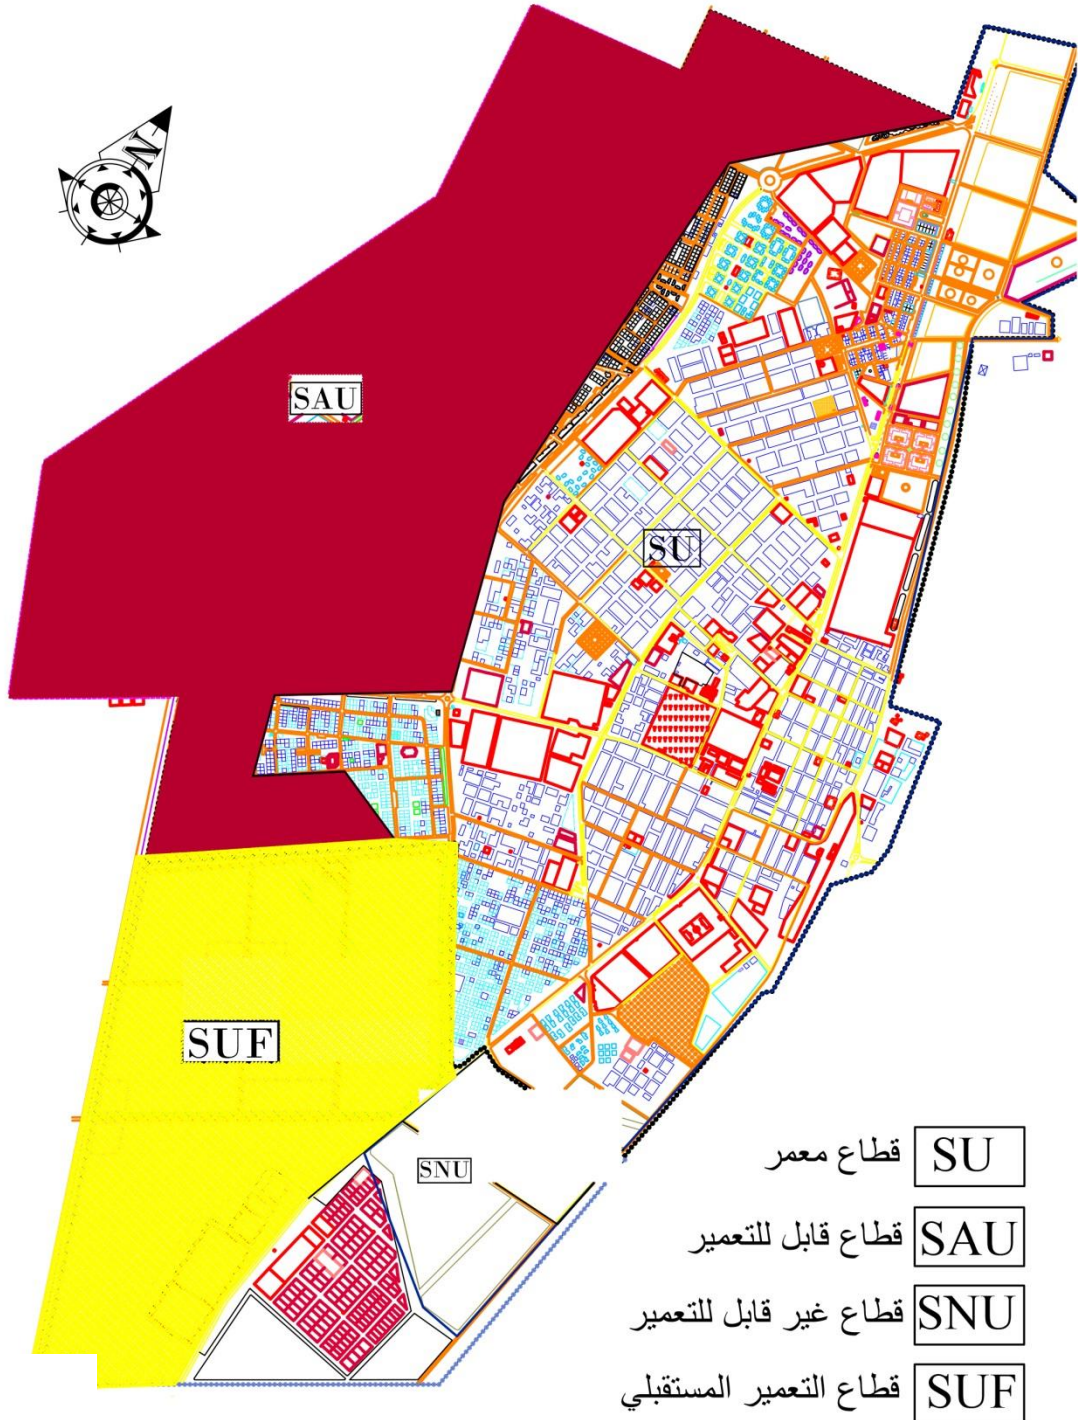 N
SAU
SU
SUF
SNU
قطاع معمر SU
قطاع قابل للتعمير SAU
قطاع غير قابل للتعمير SNU
قطاع التعمير المستقبلي SUF